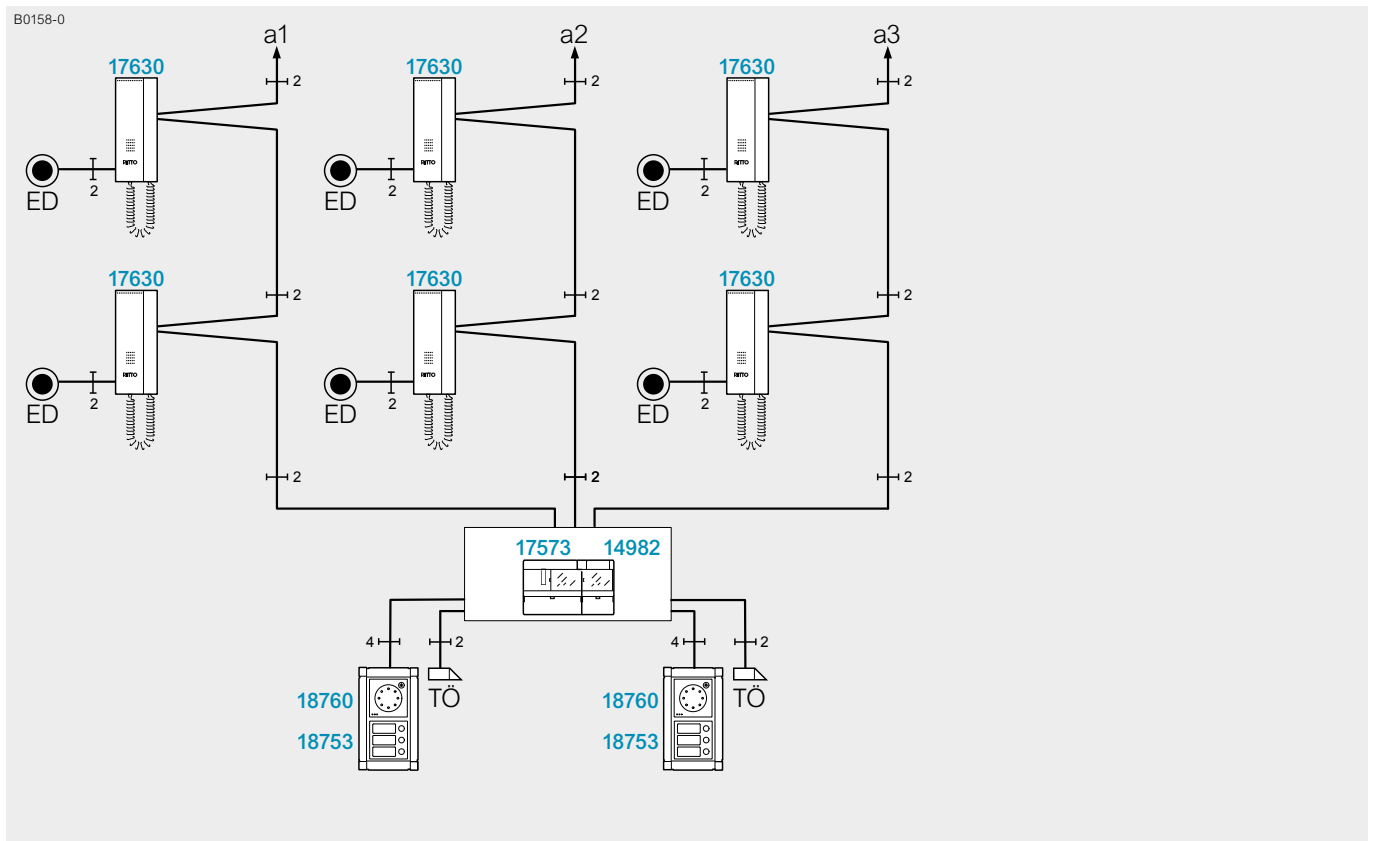 B0158-0
a1 a2 a3
17630 17630 17630
2 2 2
RITTO RITTO RITTO
2 2 2
ED ED ED
17630 17630 17630
2 2 2
RITTO RITTO RITTO
2 2 2
ED ED ED
2 2 2
17573 14982
4 2 4 2
18760 TÖ 18760 TÖ
18753 18753